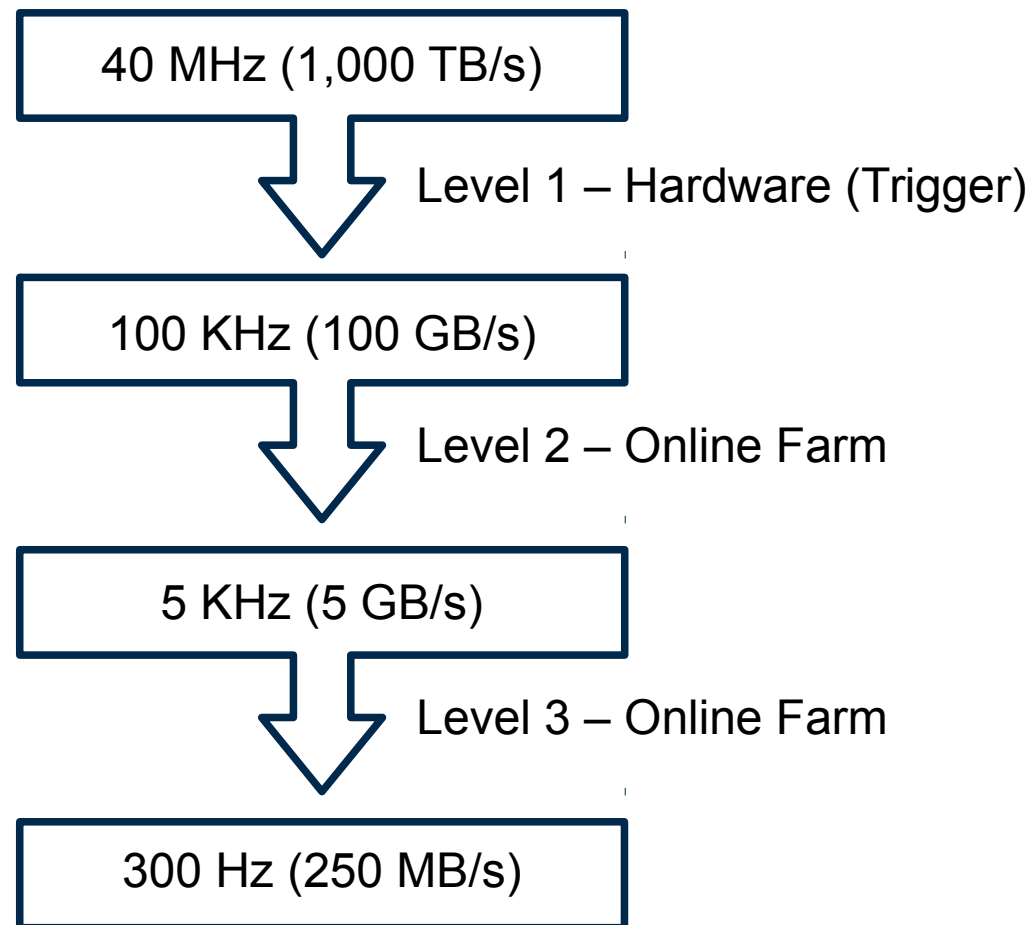 40 MHz (1,000 TB/s)
Level 1 – Hardware (Trigger)
100 KHz (100 GB/s)
Level 2 – Online Farm
5 KHz (5 GB/s)
Level 3 – Online Farm
300 Hz (250 MB/s)